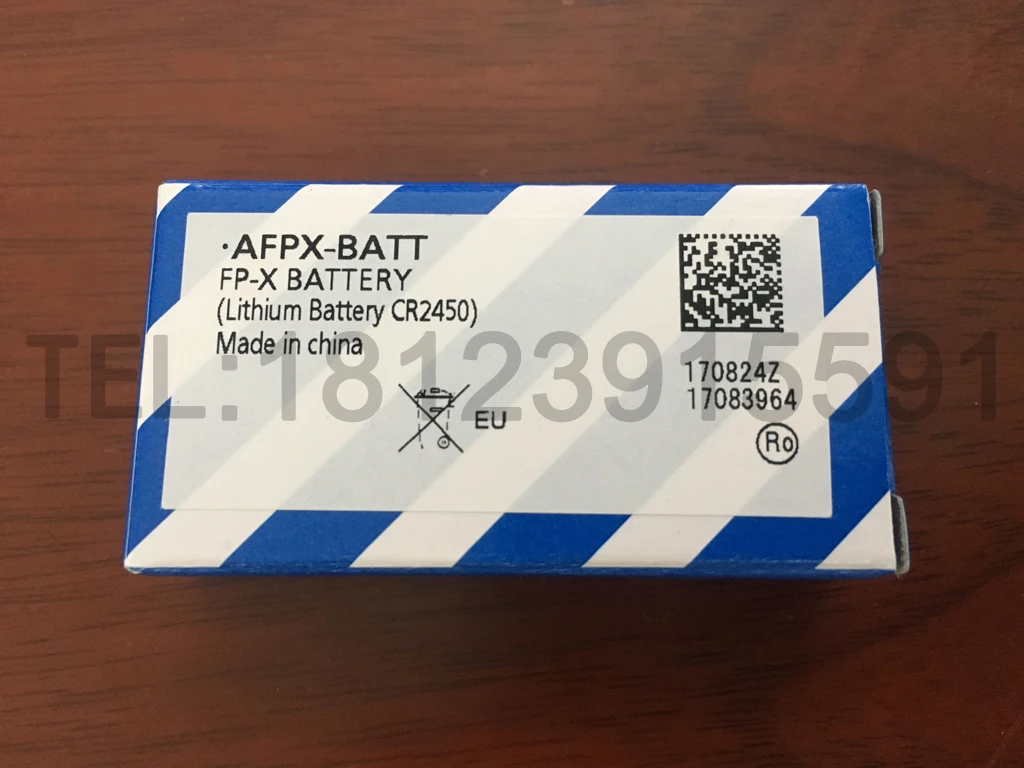 ·AFPX-BATT
FP-X BATTERY
(Lithium Battery CR2450)
Made in china
TEL:18123915591
170824Z
17083964
EU
Ro